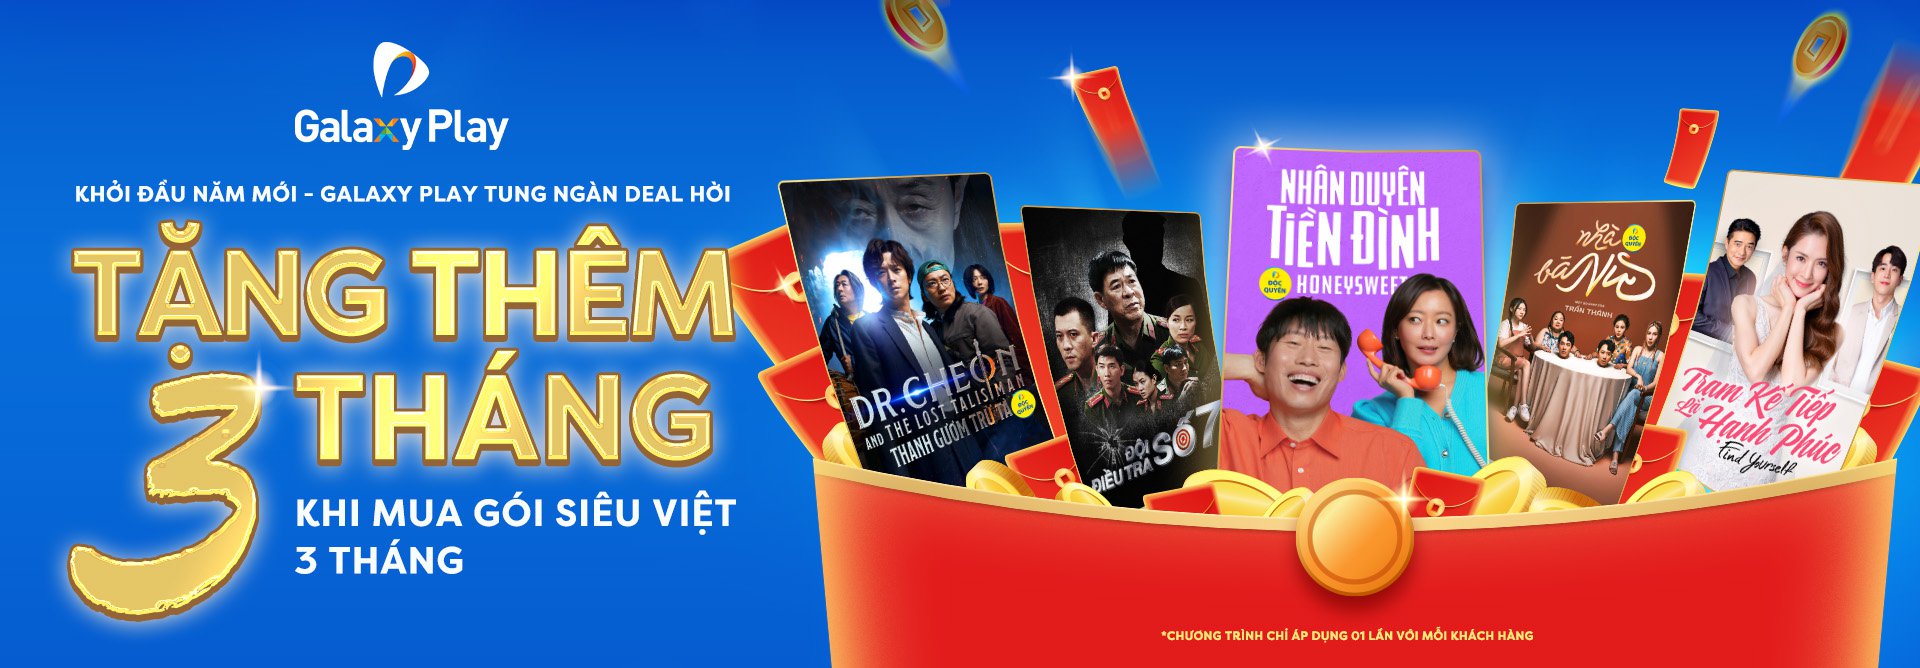 Galaxy Play
KHỞI ĐẦU NĂM MỚI - GALAXY PLAY TUNG NGÀN DEAL HỜI
TẶNG THÊM
3 THÁNG
KHI MUA GÓI SIÊU VIỆT
3 THÁNG
DR.CHEON
AND THE LOST TALISMAN
THANH GƯƠM TRỪ TÀ
ĐỘC
QUYỀN
ĐỘI
ĐIỀU TRA SỐ 7
NHÂN DUYÊN
TIỀN ĐÌNH
ĐỘC
QUYỀN
HONEYSWEET
nhà
bà Nữ
ĐỘC
QUYỀN
TRẤN THÀNH
Trạm Kế Tiếp
Là Hạnh Phúc
Find Yourself
*CHƯƠNG TRÌNH CHỈ ÁP DỤNG 01 LẦN VỚI MỖI KHÁCH HÀNG